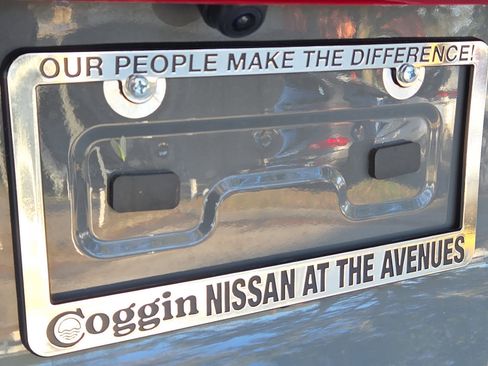 OUR PEOPLE MAKE THE DIFFERENCE!
Coggin NISSAN AT THE AVENUES